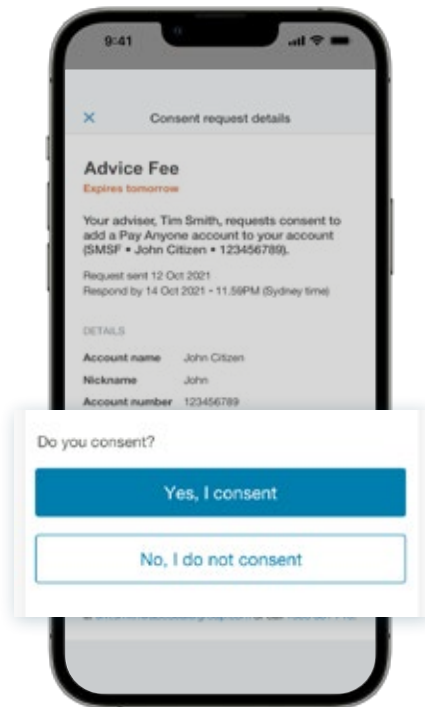 9:41
Consent request details
Advice Fee
Expires tomorrow
Your adviser, Tim Smith, requests consent to
add a Pay Anyone account to your account
(SMSF • John Citizen • 123456789).
Request sent 12 Oct 2021
Respond by 14 Oct 2021 • 11.59PM (Sydney time)
DETAILS
Account name John Citizen
Nickname John
Account number 123456789
Do you consent?
Yes, I consent
No, I do not consent